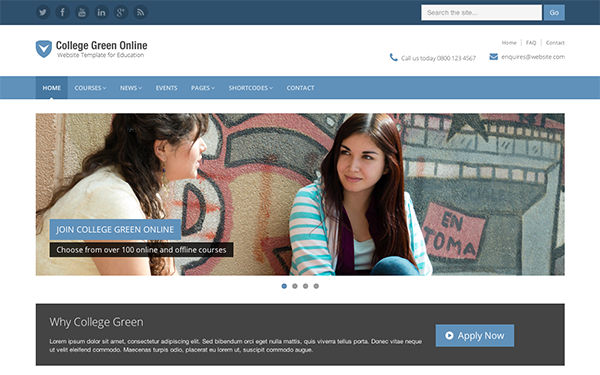 Search the site...
Go
College Green Online
Website Template for Education
Home
FAQ
Contact
Call us today 0800 123 4567
enquires@website.com
HOME
COURSES
NEWS
EVENTS
PAGES
SHORTCODES
CONTACT
EN
TOMA
JOIN COLLEGE GREEN ONLINE
Choose from over 100 online and offline courses
Why College Green
Lorem ipsum dolor sit amet, consectetur adipiscing elit. Sed bibendum orci eget nulla mattis, quis viverra tellus porta. Donec vitae neque
ut velit eleifend commodo. Maecenas turpis odio, placerat eu lorem ut, suscipit commodo augue.
Apply Now